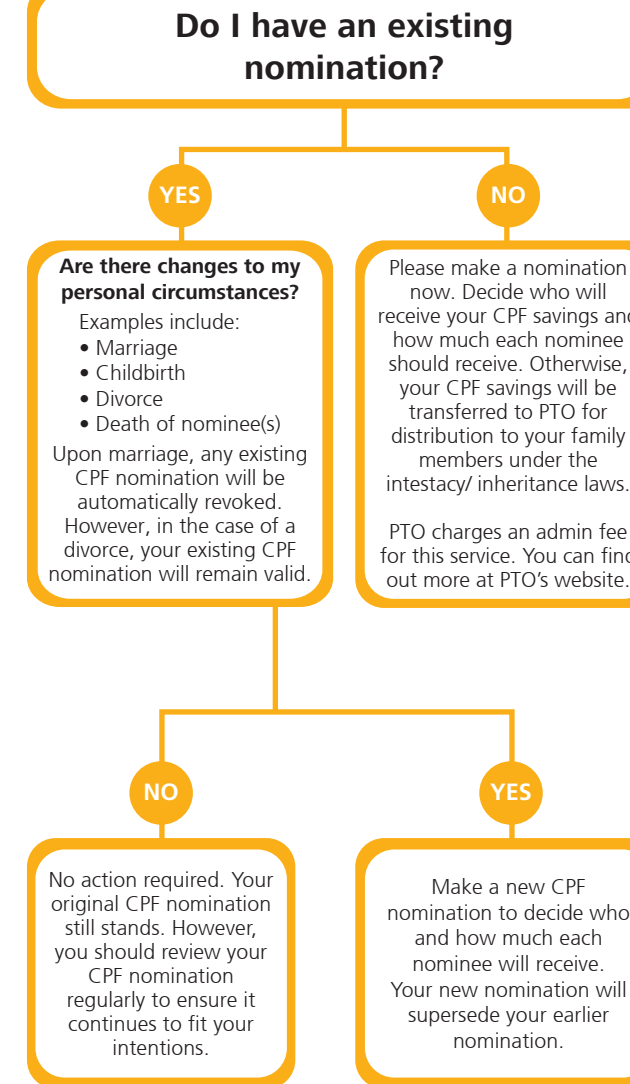 Do I have an existing
nomination?
YES
NO
Are there changes to my
personal circumstances?
Examples include:
• Marriage
• Childbirth
• Divorce
• Death of nominee(s)
Upon marriage, any existing
CPF nomination will be
automatically revoked.
However, in the case of a
divorce, your existing CPF
nomination will remain valid.
Please make a nomination
now. Decide who will
receive your CPF savings and
how much each nominee
should receive. Otherwise,
your CPF savings will be
transferred to PTO for
distribution to your family
members under the
intestacy/ inheritance laws.
PTO charges an admin fee
for this service. You can find
out more at PTO's website.
NO
YES
No action required. Your
original CPF nomination
still stands. However,
you should review your
CPF nomination
regularly to ensure it
continues to fit your
intentions.
Make a new CPF
nomination to decide who
and how much each
nominee will receive.
Your new nomination will
supersede your earlier
nomination.